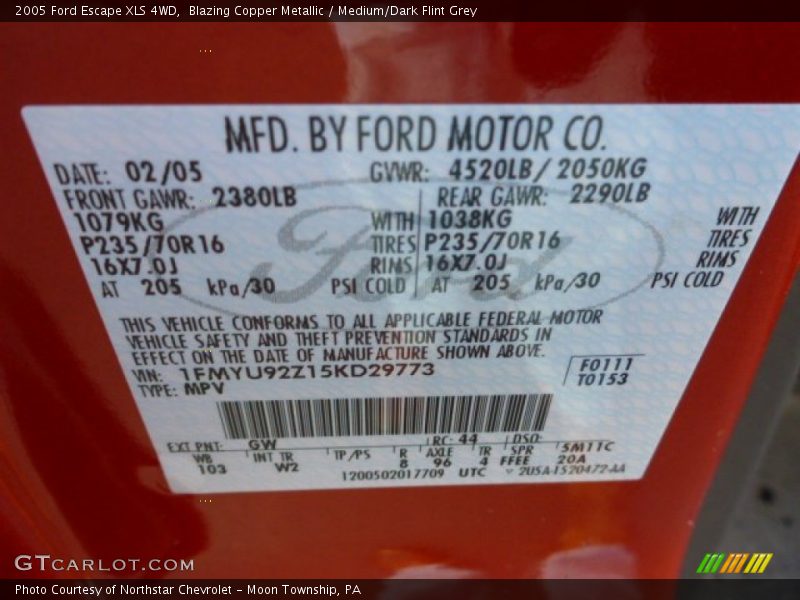 2005 Ford Escape XLS 4WD, Blazing Copper Metallic / Medium/Dark Flint Grey
MFD. BY FORD MOTOR CO.
DATE: 02/05 GVWR: 4520LB/ 2050KG
FRONT GAWR: 2380LB REAR GAWR: 2290LB
1079KG WITH 1038KG WITH
P235/70R16 TIRES P235/70R16 TIRES
16X7.0J RIMS 16X7.0J RIMS
AT 205 kPa/30 PSI COLD AT 205 kPa/30 PSI COLD
Ford
THIS VEHICLE CONFORMS TO ALL APPLICABLE FEDERAL MOTOR
VEHICLE SAFETY AND THEFT PREVENTION STANDARDS IN
EFFECT ON THE DATE OF MANUFACTURE SHOWN ABOVE.
VIN: 1FMYU92Z15KD29773 F0111
TYPE: MPV T0153
EXT PNT: GW RC: 44 DSO:
WB INT TR TP/PS R AXLE TR SPR 5M11C
103 W2 8 96 4 FFEE 20A
1200502017709 UTC 2USA-1520472-AA
GTCARLOT.COM
Photo Courtesy of Northstar Chevrolet - Moon Township, PA